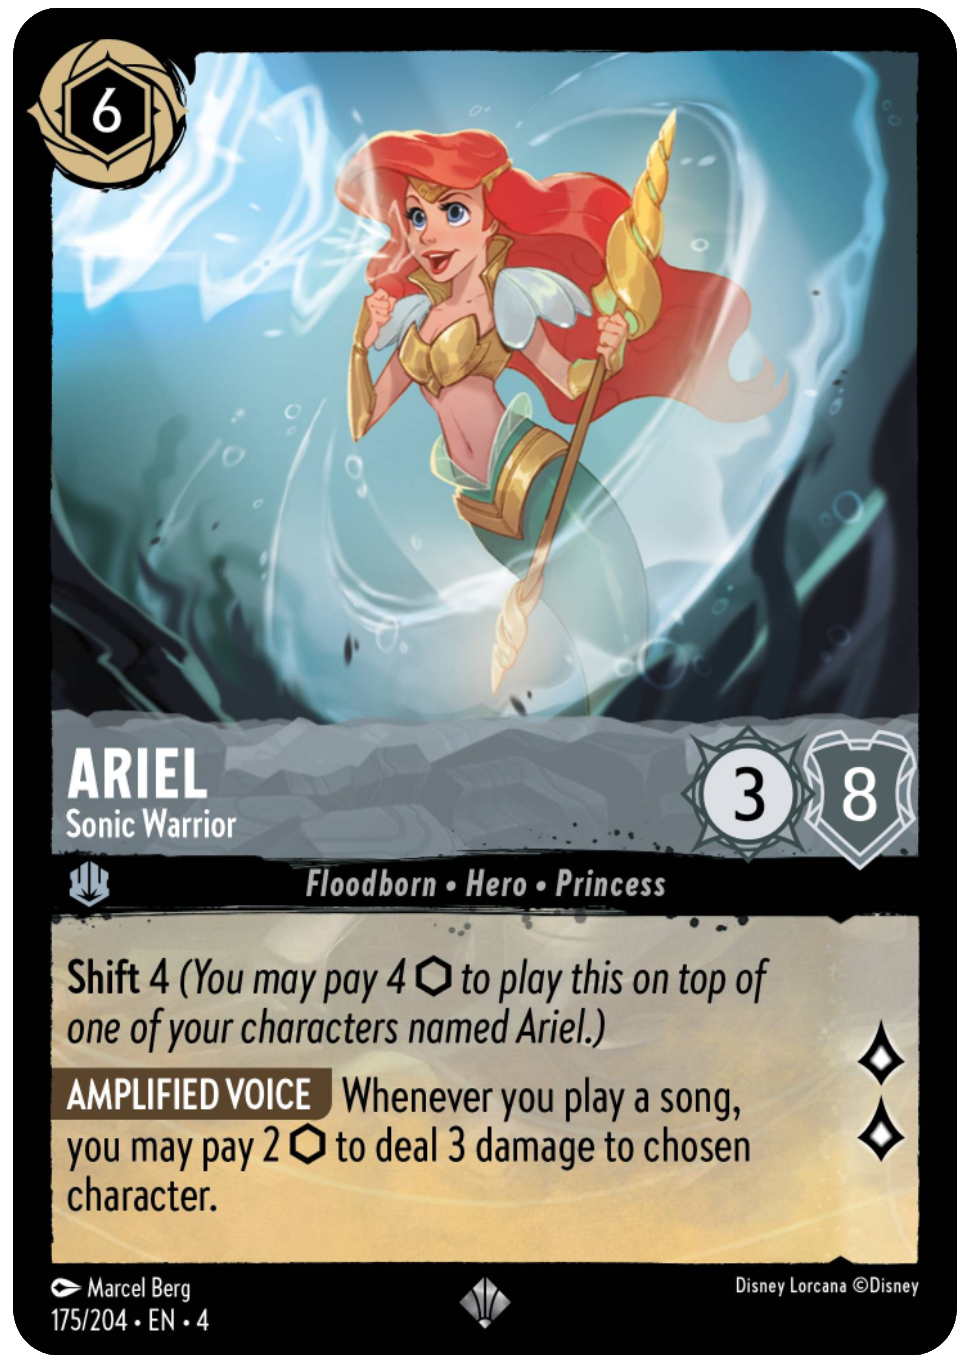 6
ARIEL
Sonic Warrior
3
8
Floodborn • Hero • Princess
Shift 4 (You may pay 4 ⬡ to play this on top of
one of your characters named Ariel.)
AMPLIFIED VOICE Whenever you play a song,
you may pay 2 ⬡ to deal 3 damage to chosen
character.
Marcel Berg
Disney Lorcana ©Disney
175/204 • EN • 4